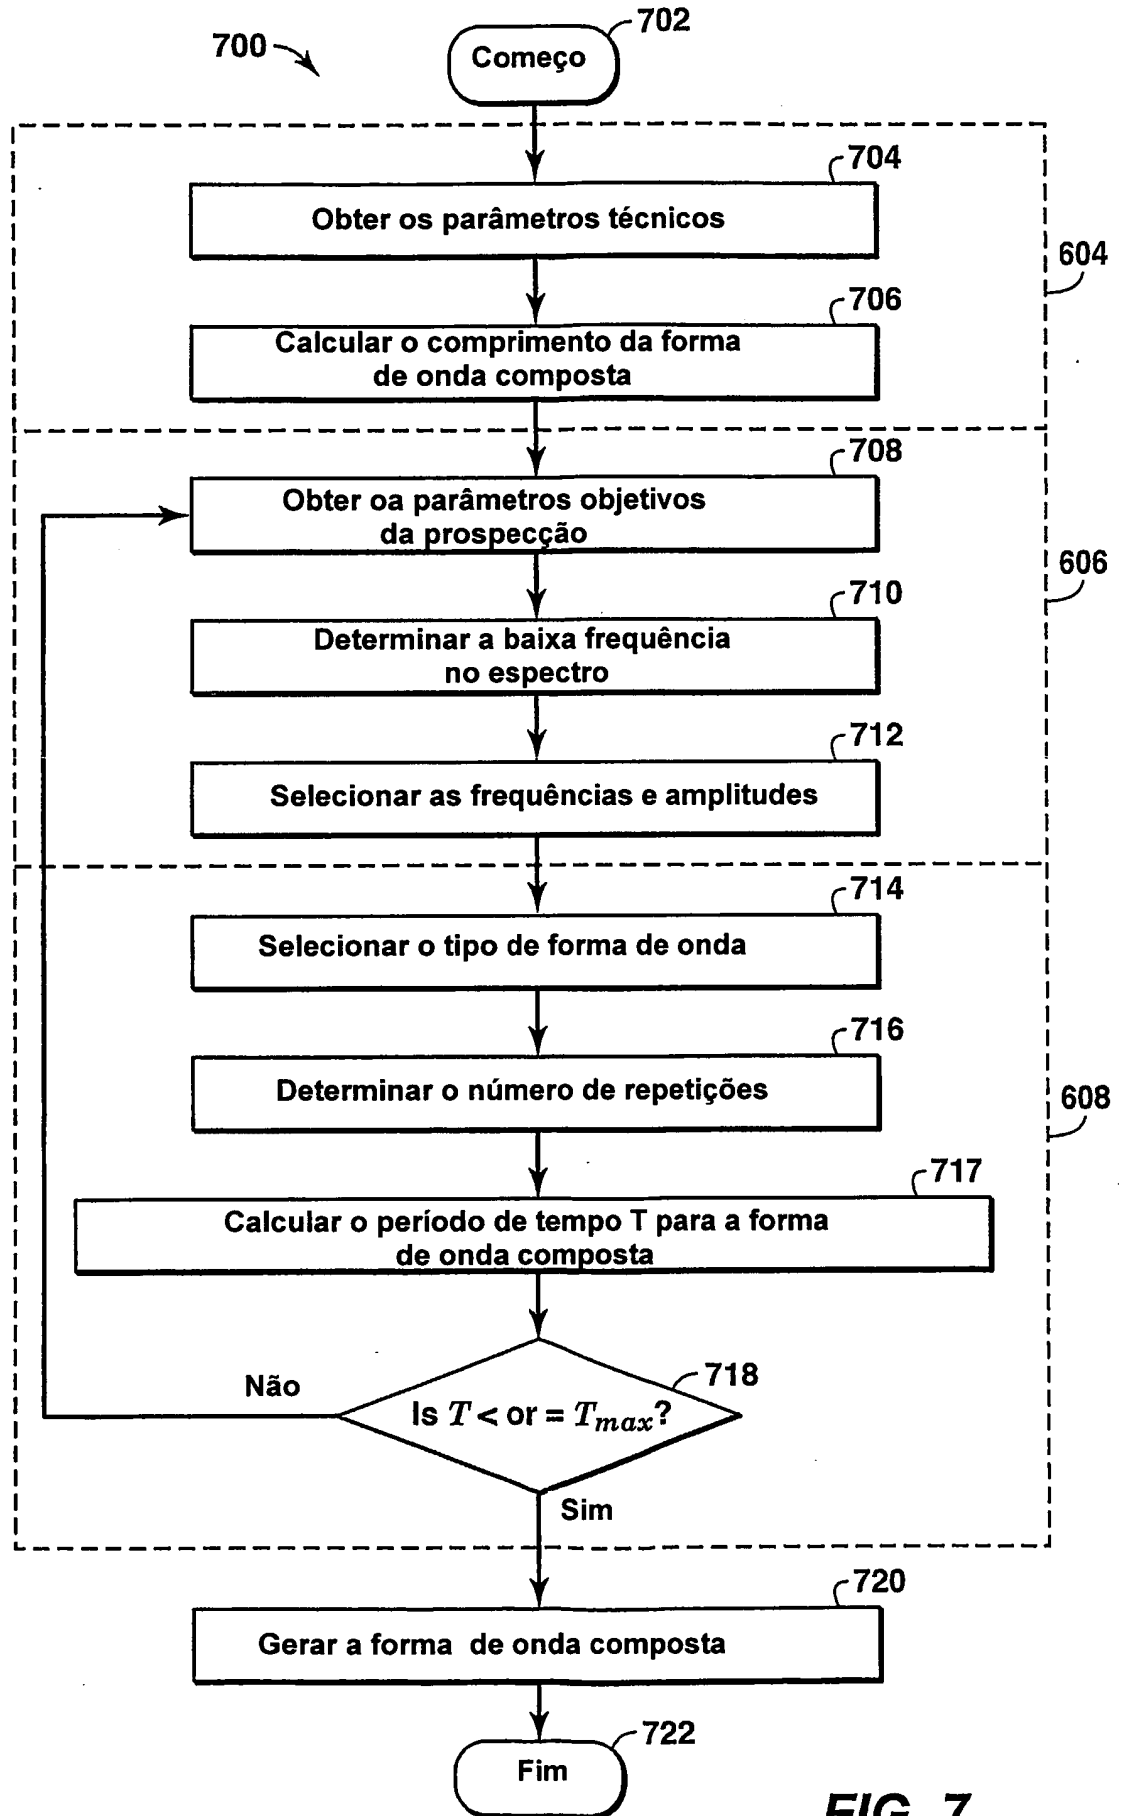 700
702
Começo
704
Obter os parâmetros técnicos
604
706
Calcular o comprimento da forma
de onda composta
708
Obter oa parâmetros objetivos
da prospecção
606
710
Determinar a baixa frequência
no espectro
712
Selecionar as frequências e amplitudes
714
Selecionar o tipo de forma de onda
716
Determinar o número de repetições
608
717
Calcular o período de tempo T para a forma
de onda composta
718
Não
Is T < or = Tmax?
Sim
720
Gerar a forma de onda composta
722
Fim
FIG. 7